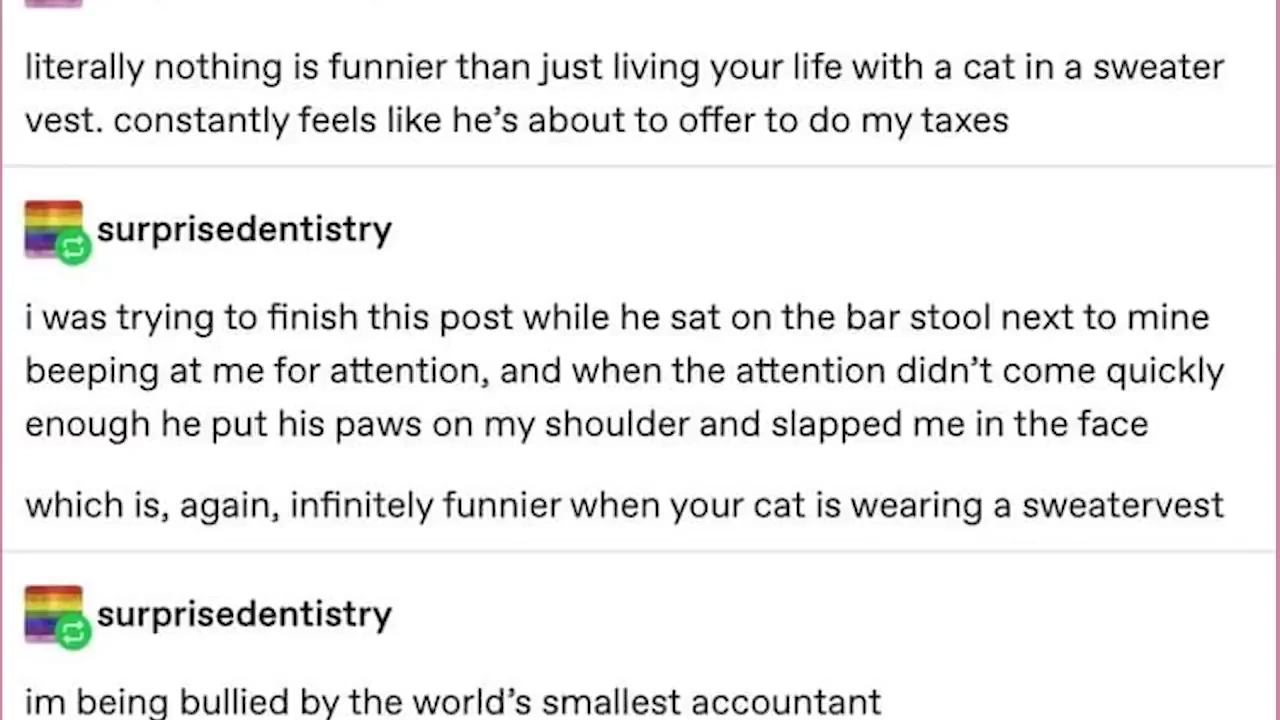 literally nothing is funnier than just living your life with a cat in a sweater
vest. constantly feels like he’s about to offer to do my taxes
surprisedentistry
i was trying to finish this post while he sat on the bar stool next to mine
beeping at me for attention, and when the attention didn’t come quickly
enough he put his paws on my shoulder and slapped me in the face
which is, again, infinitely funnier when your cat is wearing a sweatervest
surprisedentistry
im being bullied by the world’s smallest accountant